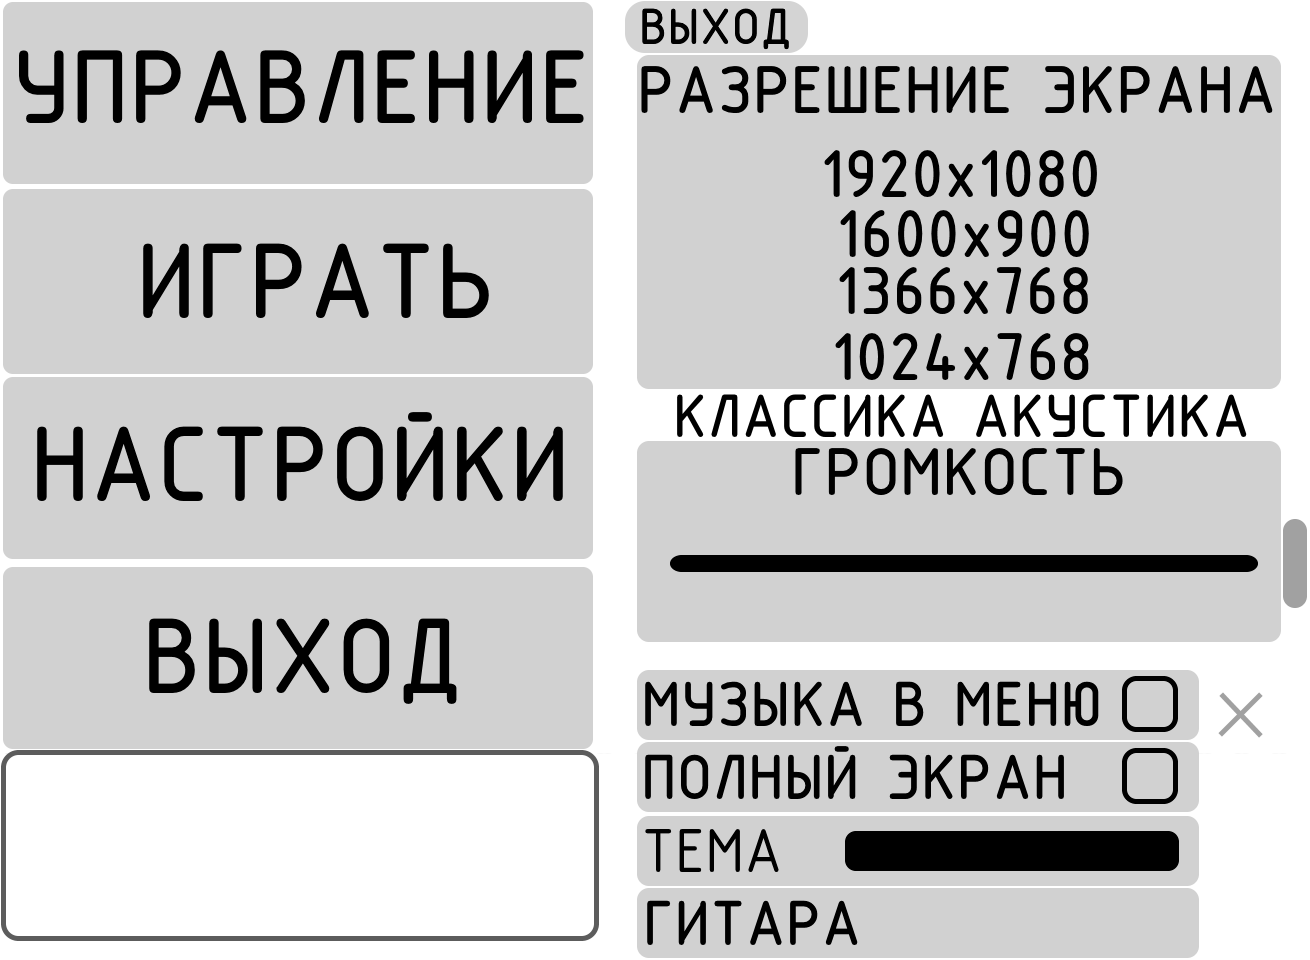 УПРАВЛЕНИЕ
ИГРАТЬ
НАСТРОЙКИ
ВЫХОД
ВЫХОД
РАЗРЕШЕНИЕ ЭКРАНА
1920x1080
1600x900
1366x768
1024x768
КЛАССИКА АКУСТИКА
ГРОМКОСТЬ
МУЗЫКА В МЕНЮ
ПОЛНЫЙ ЭКРАН
ТЕМА
ГИТАРА